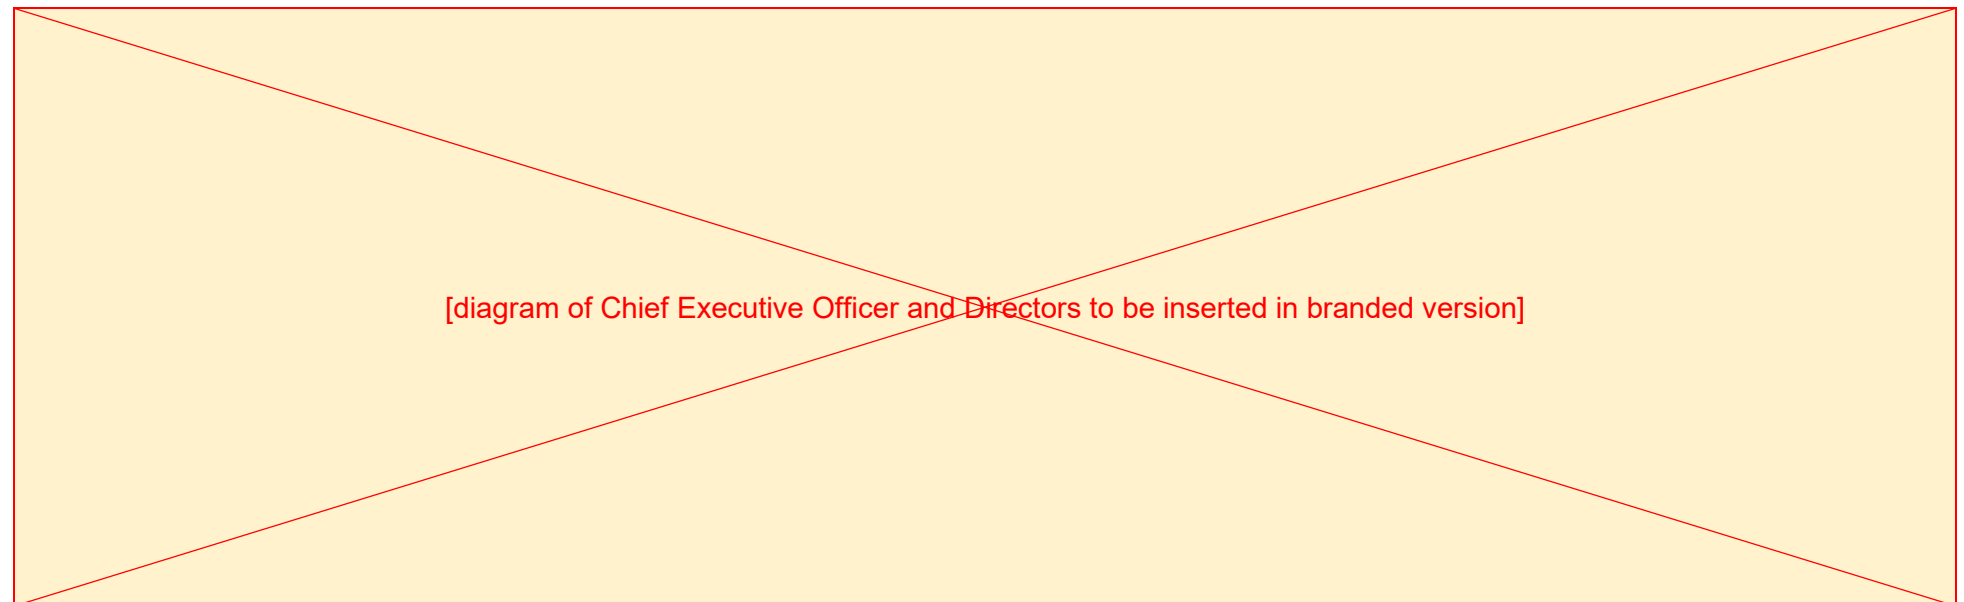 [diagram of Chief Executive Officer and Directors to be inserted in branded version]